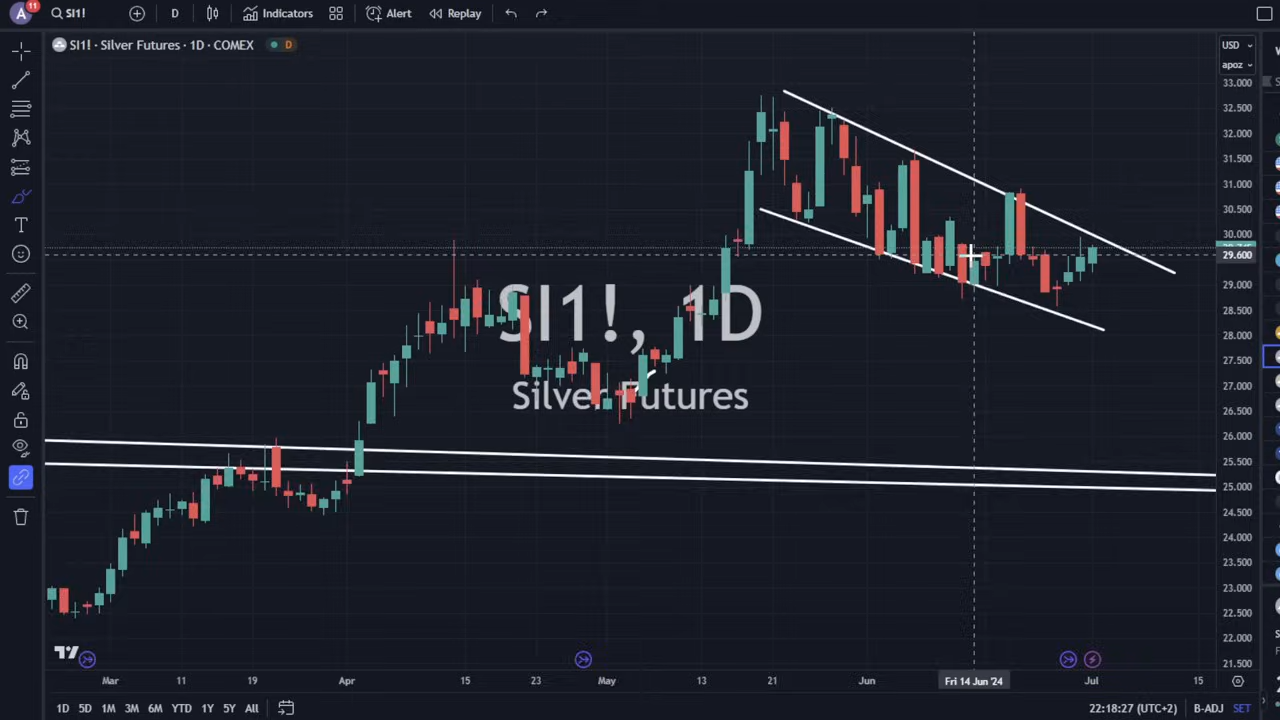 A
11
SI1!
D
Indicators
Alert
Replay
SI1! · Silver Futures · 1D · COMEX
D
USD
apoz
33.000
32.500
32.000
31.500
31.000
30.500
30.000
29.600
29.000
28.500
28.000
27.500
27.000
26.500
26.000
25.500
25.000
24.500
24.000
23.500
23.000
22.500
22.000
21.500
SI1!, 1D
Silver Futures
T
Mar
11
19
Apr
15
23
May
13
21
Jun
Fri 14 Jun '24
Jul
15
1D
5D
1M
3M
6M
YTD
1Y
5Y
All
22:18:27 (UTC+2)
B-ADJ
SET